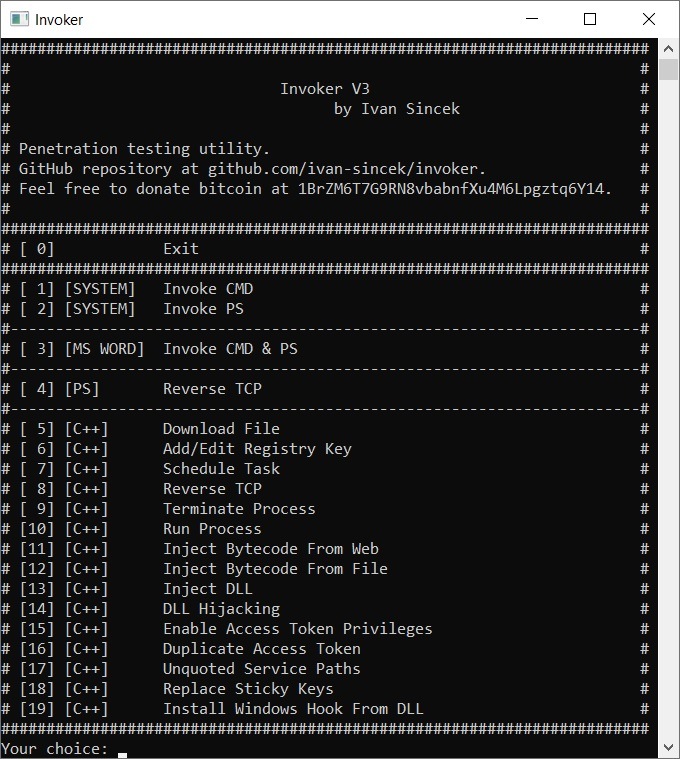 Invoker
########################################################################
#                                                                      #
#                              Invoker V3                              #
#                                    by Ivan Sincek                    #
#                                                                      #
# Penetration testing utility.                                         #
# GitHub repository at github.com/ivan-sincek/invoker.                 #
# Feel free to donate bitcoin at 1BrZM6T7G9RN8vbabnfXu4M6Lpgztq6Y14.   #
#                                                                      #
########################################################################
# [ 0]            Exit                                                 #
########################################################################
# [ 1] [SYSTEM]   Invoke CMD                                           #
# [ 2] [SYSTEM]   Invoke PS                                            #
#----------------------------------------------------------------------#
# [ 3] [MS WORD]  Invoke CMD & PS                                      #
#----------------------------------------------------------------------#
# [ 4] [PS]       Reverse TCP                                          #
#----------------------------------------------------------------------#
# [ 5] [C++]      Download File                                        #
# [ 6] [C++]      Add/Edit Registry Key                                #
# [ 7] [C++]      Schedule Task                                        #
# [ 8] [C++]      Reverse TCP                                          #
# [ 9] [C++]      Terminate Process                                    #
# [10] [C++]      Run Process                                          #
# [11] [C++]      Inject Bytecode From Web                             #
# [12] [C++]      Inject Bytecode From File                            #
# [13] [C++]      Inject DLL                                           #
# [14] [C++]      DLL Hijacking                                        #
# [15] [C++]      Enable Access Token Privileges                       #
# [16] [C++]      Duplicate Access Token                               #
# [17] [C++]      Unquoted Service Paths                               #
# [18] [C++]      Replace Sticky Keys                                  #
# [19] [C++]      Install Windows Hook From DLL                        #
########################################################################
Your choice: